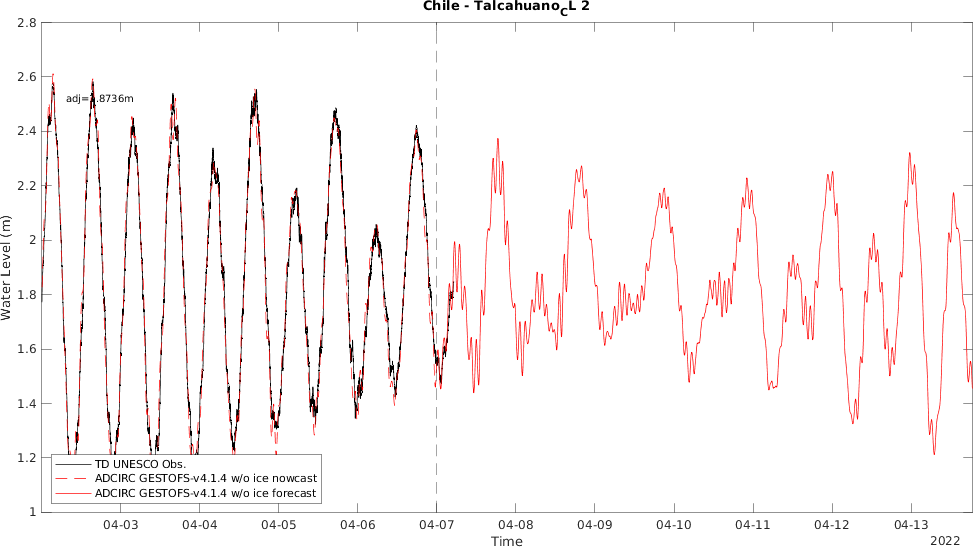 Chile - Talcahuano_CL 2
2.8
2.6
2.4
2.2
2
1.8
1.6
1.4
1.2
1
Water Level (m)
adj=1.8736m
TD UNESCO Obs.
ADCIRC GESTOFS-v4.1.4 w/o ice nowcast
ADCIRC GESTOFS-v4.1.4 w/o ice forecast
04-03 04-04 04-05 04-06 04-07 04-08 04-09 04-10 04-11 04-12 04-13
Time
2022